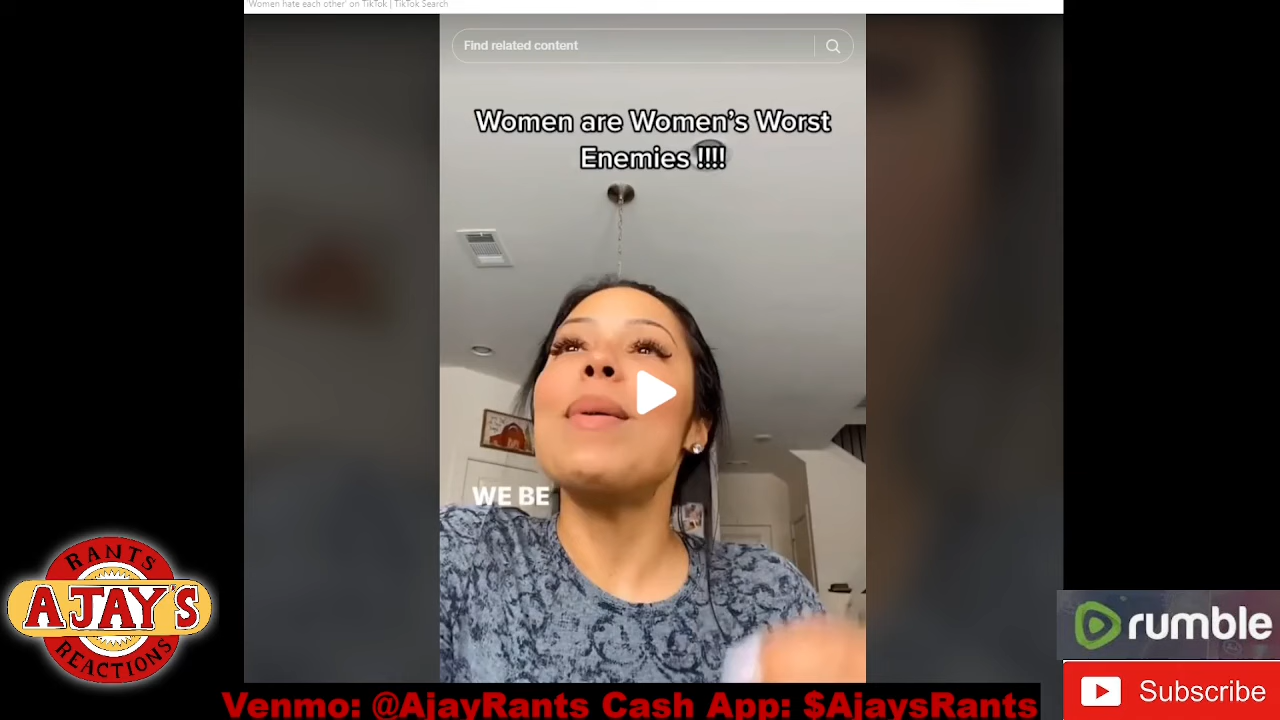 'Women hate each other' on TikTok | TikTok Search
Find related content
Women are Women's Worst
Enemies !!!!
WE BE
RANTS
AJAY'S
REACTIONS
rumble
Subscribe
Venmo: @AjayRants Cash App: $AjaysRants